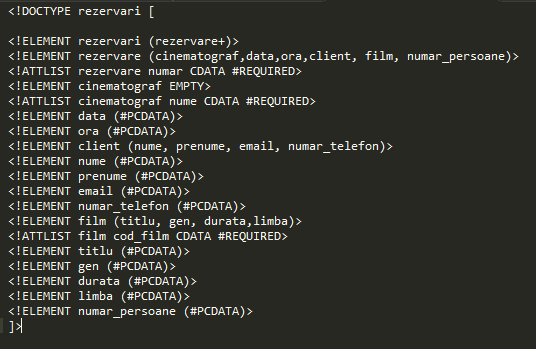 <!DOCTYPE rezervari [
<!ELEMENT rezervari (rezervare+)>
<!ELEMENT rezervare (cinematograf,data,ora,client, film, numar_persoane)>
<!ATTLIST rezervare numar CDATA #REQUIRED>
<!ELEMENT cinematograf EMPTY>
<!ATTLIST cinematograf nume CDATA #REQUIRED>
<!ELEMENT data (#PCDATA)>
<!ELEMENT ora (#PCDATA)>
<!ELEMENT client (nume, prenume, email, numar_telefon)>
<!ELEMENT nume (#PCDATA)>
<!ELEMENT prenume (#PCDATA)>
<!ELEMENT email (#PCDATA)>
<!ELEMENT numar_telefon (#PCDATA)>
<!ELEMENT film (titlu, gen, durata,limba)>
<!ATTLIST film cod_film CDATA #REQUIRED>
<!ELEMENT titlu (#PCDATA)>
<!ELEMENT gen (#PCDATA)>
<!ELEMENT durata (#PCDATA)>
<!ELEMENT limba (#PCDATA)>
<!ELEMENT numar_persoane (#PCDATA)>
]>